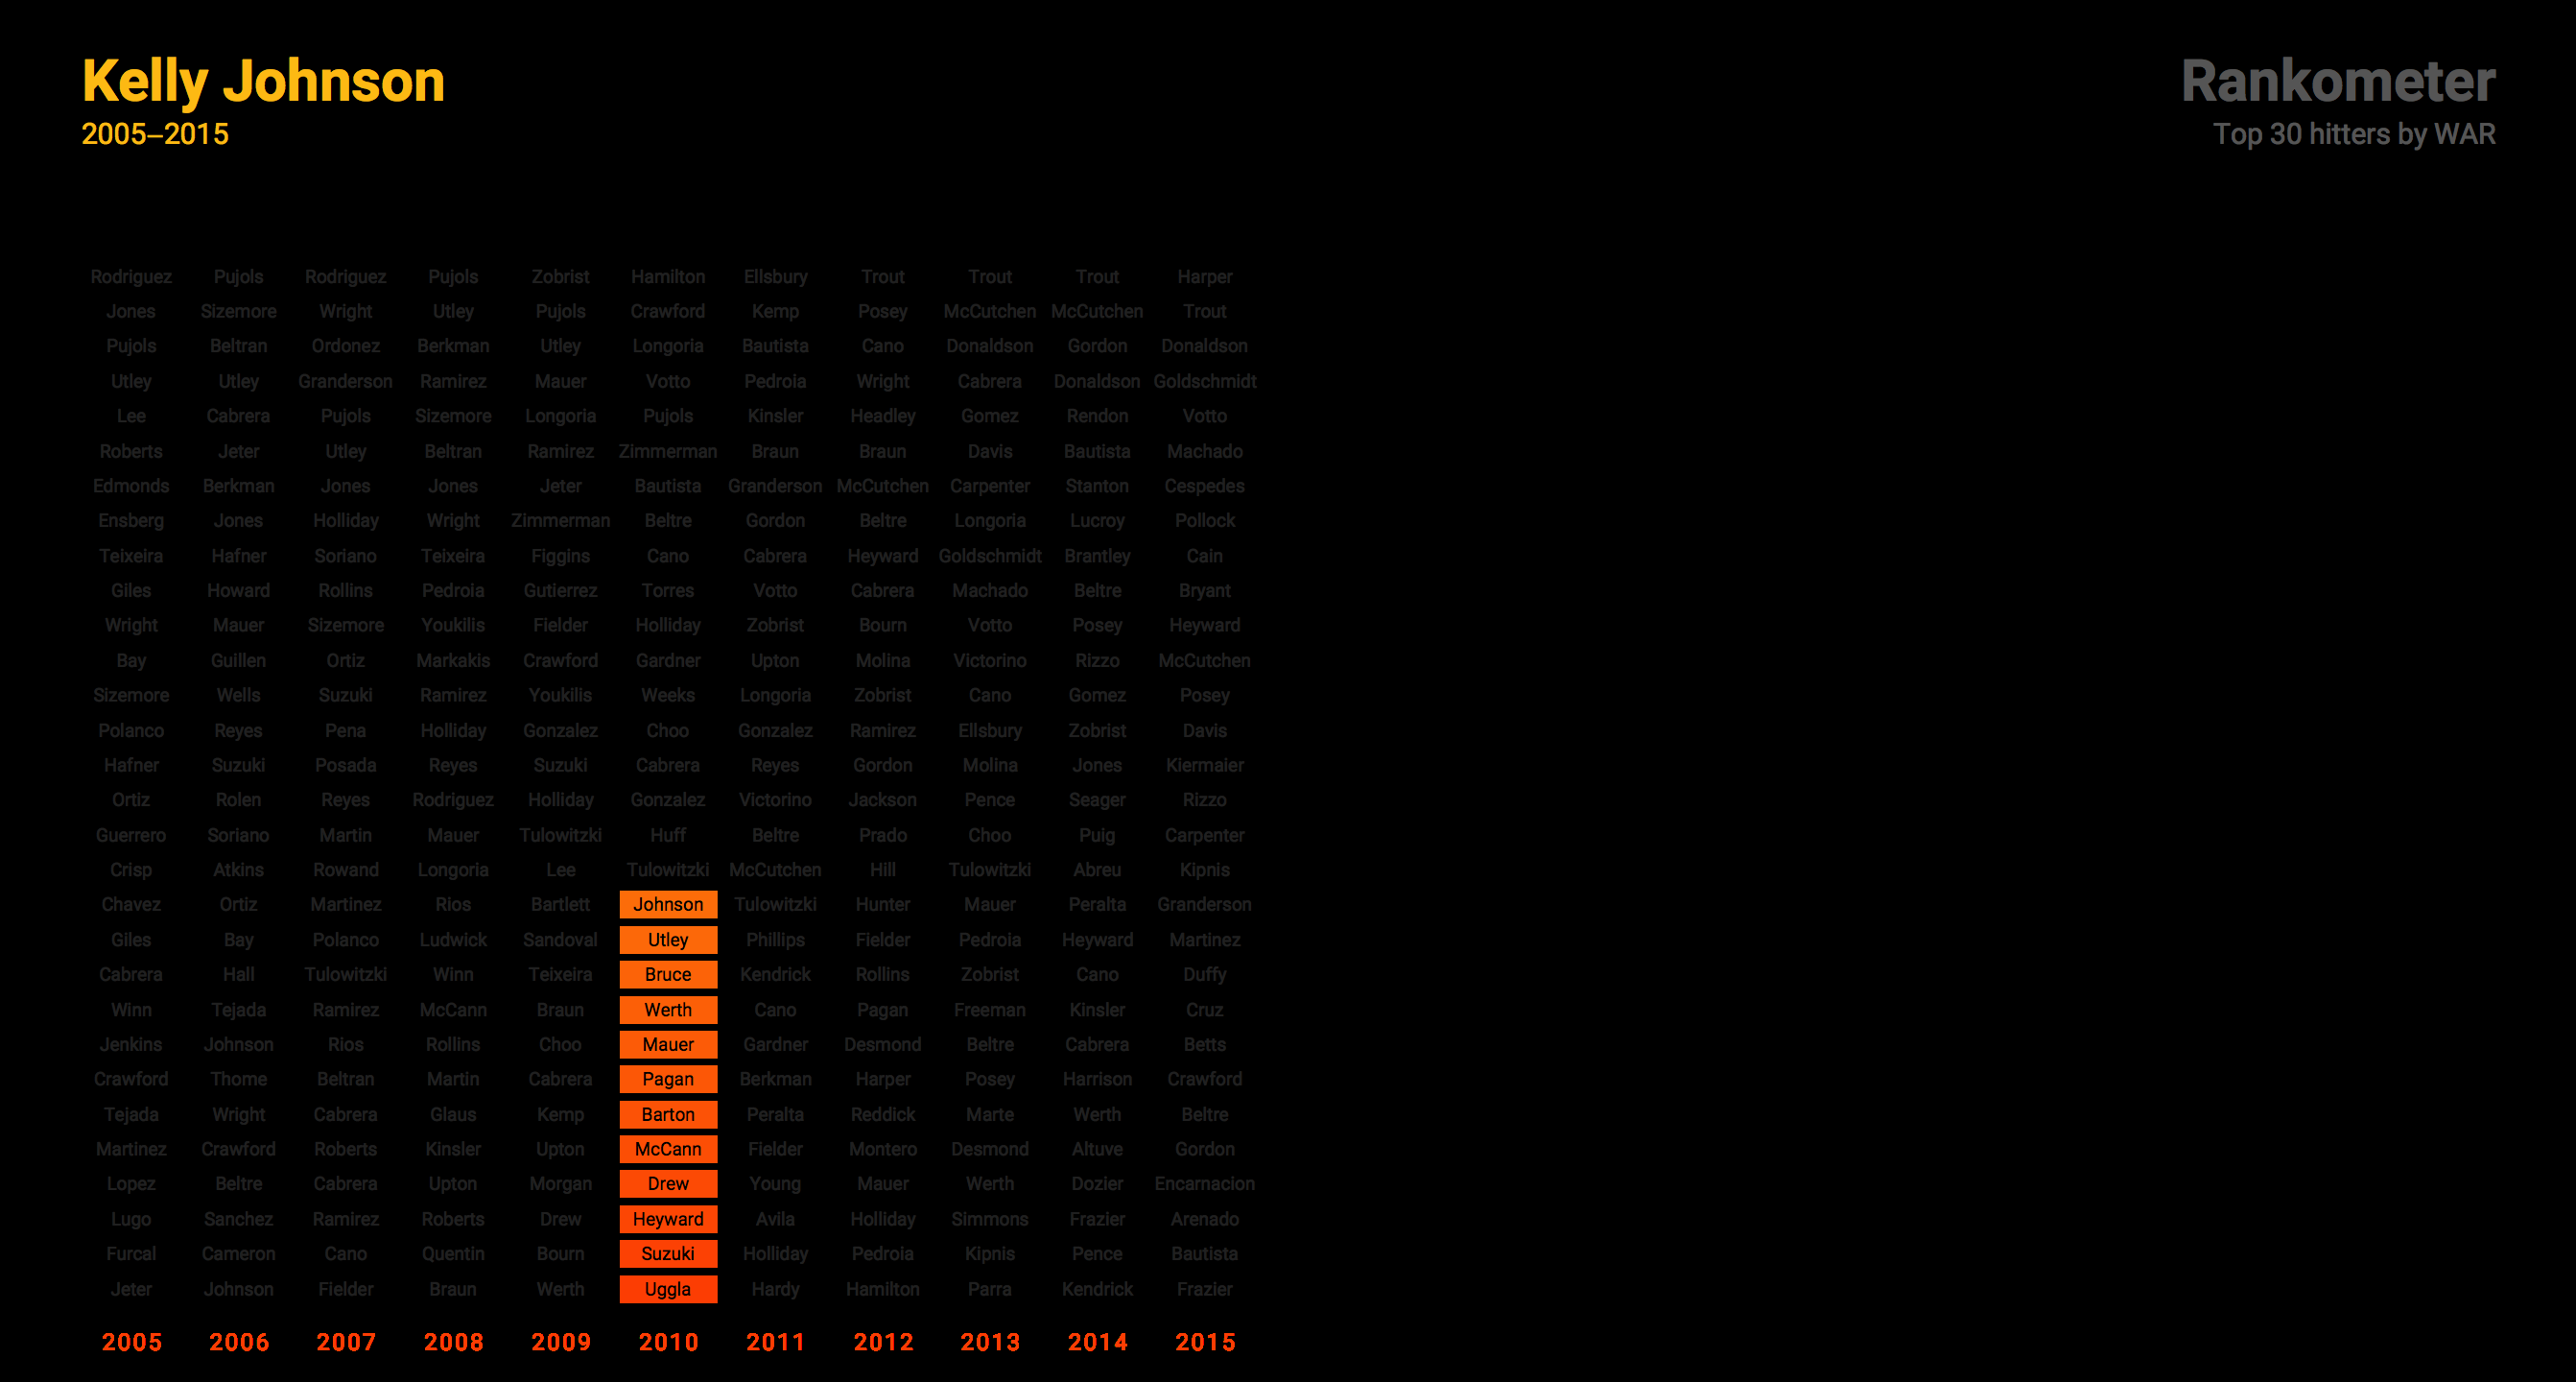 Kelly Johnson
2005–2015
Rankometer
Top 30 hitters by WAR
Rodriguez Pujols Rodriguez Pujols Zobrist Hamilton Ellsbury Trout Trout Trout Harper
Jones Sizemore Wright Utley Pujols Crawford Kemp Posey McCutchen McCutchen Trout
Pujols Beltran Ordonez Berkman Utley Longoria Bautista Cano Donaldson Gordon Donaldson
Utley Utley Granderson Ramirez Mauer Votto Pedroia Wright Cabrera Donaldson Goldschmidt
Lee Cabrera Pujols Sizemore Longoria Pujols Kinsler Headley Gomez Rendon Votto
Roberts Jeter Utley Beltran Ramirez Zimmerman Braun Braun Davis Bautista Machado
Edmonds Berkman Jones Jones Jeter Bautista Granderson McCutchen Carpenter Stanton Cespedes
Ensberg Jones Holliday Wright Zimmerman Beltre Gordon Beltre Longoria Lucroy Pollock
Teixeira Hafner Soriano Teixeira Figgins Cano Cabrera Heyward Goldschmidt Brantley Cain
Giles Howard Rollins Pedroia Gutierrez Torres Votto Cabrera Machado Beltre Bryant
Wright Mauer Sizemore Youkilis Fielder Holliday Zobrist Bourn Votto Posey Heyward
Bay Guillen Ortiz Markakis Crawford Gardner Upton Molina Victorino Rizzo McCutchen
Sizemore Wells Suzuki Ramirez Youkilis Weeks Longoria Zobrist Cano Gomez Posey
Polanco Reyes Pena Holliday Gonzalez Choo Gonzalez Ramirez Ellsbury Zobrist Davis
Hafner Suzuki Posada Reyes Suzuki Cabrera Reyes Gordon Molina Jones Kiermaier
Ortiz Rolen Reyes Rodriguez Holliday Gonzalez Victorino Jackson Pence Seager Rizzo
Guerrero Soriano Martin Mauer Tulowitzki Huff Beltre Prado Choo Puig Carpenter
Crisp Atkins Rowand Longoria Lee Tulowitzki McCutchen Hill Tulowitzki Abreu Kipnis
Chavez Ortiz Martinez Rios Bartlett Johnson Tulowitzki Hunter Mauer Peralta Granderson
Giles Bay Polanco Ludwick Sandoval Utley Phillips Fielder Pedroia Heyward Martinez
Cabrera Hall Tulowitzki Winn Teixeira Bruce Kendrick Rollins Zobrist Cano Duffy
Winn Tejada Ramirez McCann Braun Werth Cano Pagan Freeman Kinsler Cruz
Jenkins Johnson Rios Rollins Choo Mauer Gardner Desmond Beltre Cabrera Betts
Crawford Thome Beltran Martin Cabrera Pagan Berkman Harper Posey Harrison Crawford
Tejada Wright Cabrera Glaus Kemp Barton Peralta Reddick Marte Werth Beltre
Martinez Crawford Roberts Kinsler Upton McCann Fielder Montero Desmond Altuve Gordon
Lopez Beltre Cabrera Upton Morgan Drew Young Mauer Werth Dozier Encarnacion
Lugo Sanchez Ramirez Roberts Drew Heyward Avila Holliday Simmons Frazier Arenado
Furcal Cameron Cano Quentin Bourn Suzuki Holliday Pedroia Kipnis Pence Bautista
Jeter Johnson Fielder Braun Werth Uggla Hardy Hamilton Parra Kendrick Frazier
2005 2006 2007 2008 2009 2010 2011 2012 2013 2014 2015